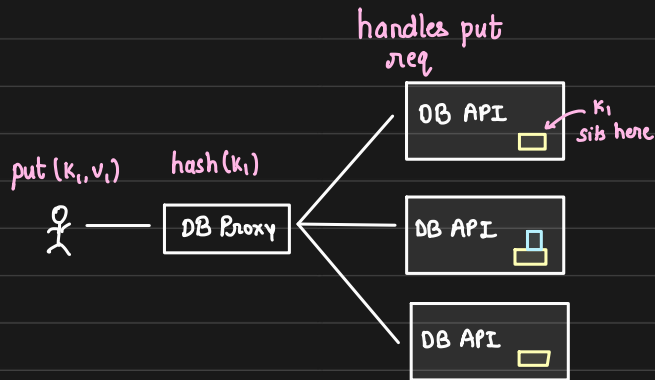 handles put
req
DB API
K₁
sits here
put (K₁,V₁)
hash(K₁)
DB Proxy
DB API
DB API